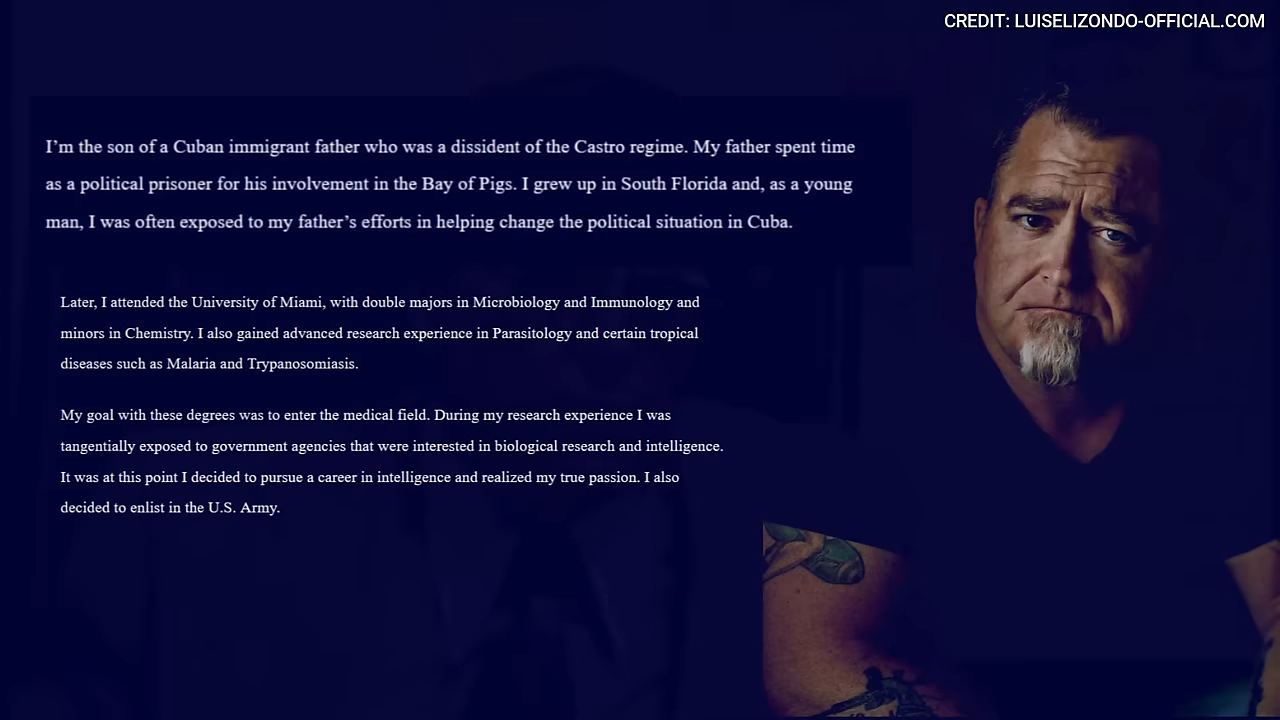 CREDIT: LUISELIZONDO-OFFICIAL.COM
I'm the son of a Cuban immigrant father who was a dissident of the Castro regime. My father spent time
as a political prisoner for his involvement in the Bay of Pigs. I grew up in South Florida and, as a young
man, I was often exposed to my father's efforts in helping change the political situation in Cuba.
Later, I attended the University of Miami, with double majors in Microbiology and Immunology and
minors in Chemistry. I also gained advanced research experience in Parasitology and certain tropical
diseases such as Malaria and Trypanosomiasis.
My goal with these degrees was to enter the medical field. During my research experience I was
tangentially exposed to government agencies that were interested in biological research and intelligence.
It was at this point I decided to pursue a career in intelligence and realized my true passion. I also
decided to enlist in the U.S. Army.